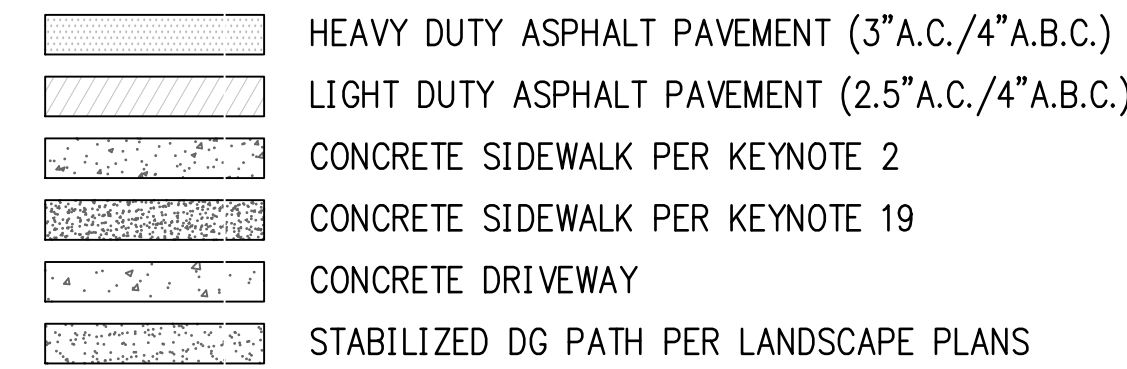 HEAVY DUTY ASPHALT PAVEMENT (3”A.C./4”A.B.C.)
LIGHT DUTY ASPHALT PAVEMENT (2.5”A.C./4”A.B.C.)
CONCRETE SIDEWALK PER KEYNOTE 2
CONCRETE SIDEWALK PER KEYNOTE 19
CONCRETE DRIVEWAY
STABILIZED DG PATH PER LANDSCAPE PLANS